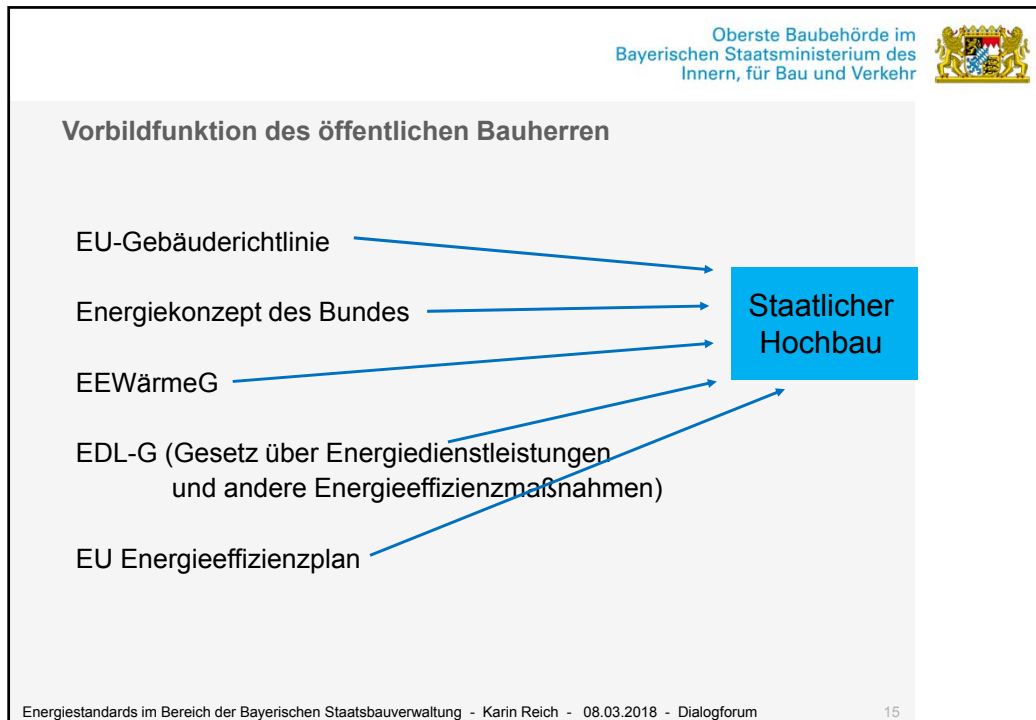 Oberste Baubehörde im
Bayerischen Staatsministerium des
Innern, für Bau und Verkehr
Vorbildfunktion des öffentlichen Bauherren
EU-Gebäuderichtlinie
Energiekonzept des Bundes
EEWärmeG
EDL-G (Gesetz über Energiedienstleistungen
und andere Energieeffizienzmaßnahmen)
EU Energieeffizienzplan
Staatlicher
Hochbau
Energiestandards im Bereich der Bayerischen Staatsbauverwaltung - Karin Reich - 08.03.2018 - Dialogforum 15